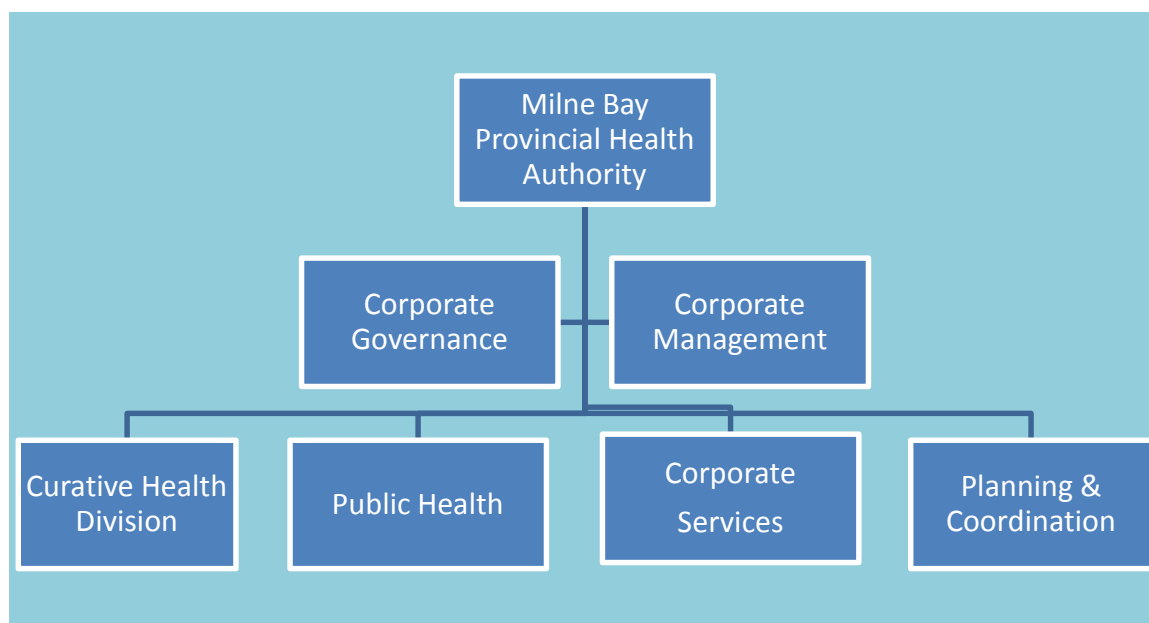 Milne Bay
Provincial Health
Authority
Corporate
Governance
Corporate
Management
Curative Health
Division
Public Health
Corporate
Services
Planning &
Coordination